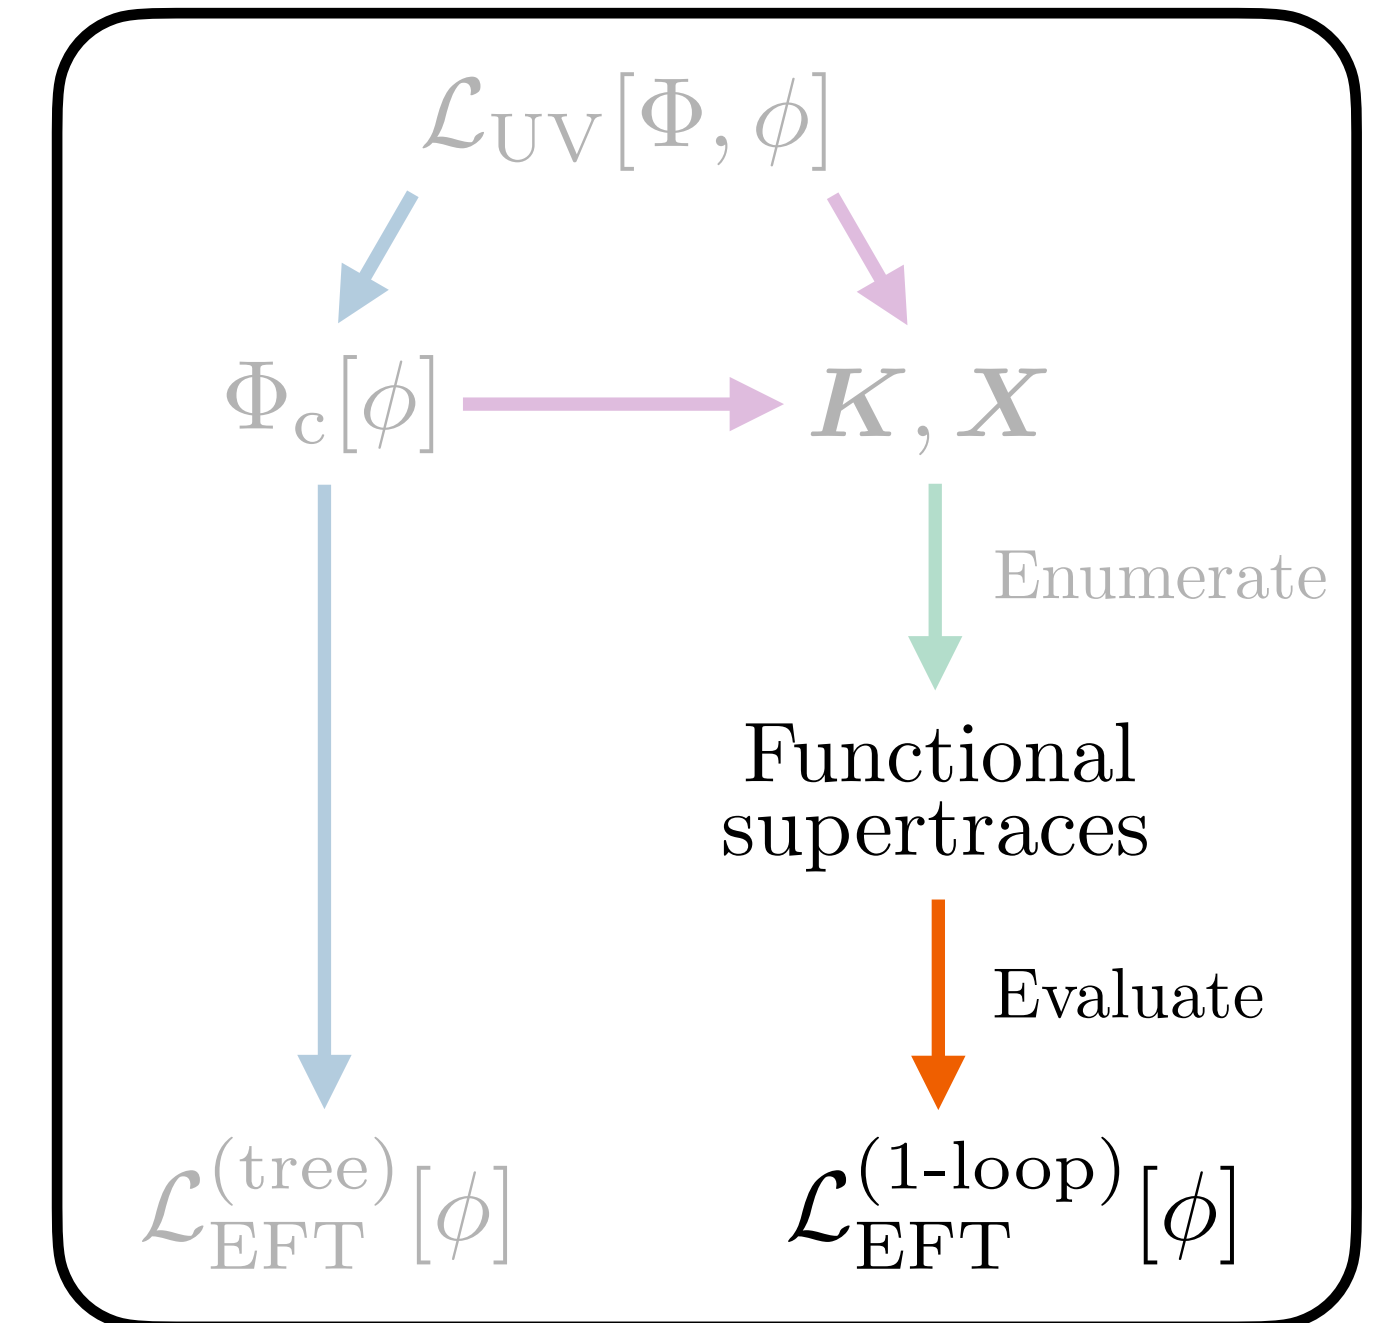 ℒ_UV[Φ, ϕ]
Φ_c[ϕ]
K, X
Enumerate
Functional
supertraces
Evaluate
ℒ_EFT^(tree)[ϕ]
ℒ_EFT^(1-loop)[ϕ]